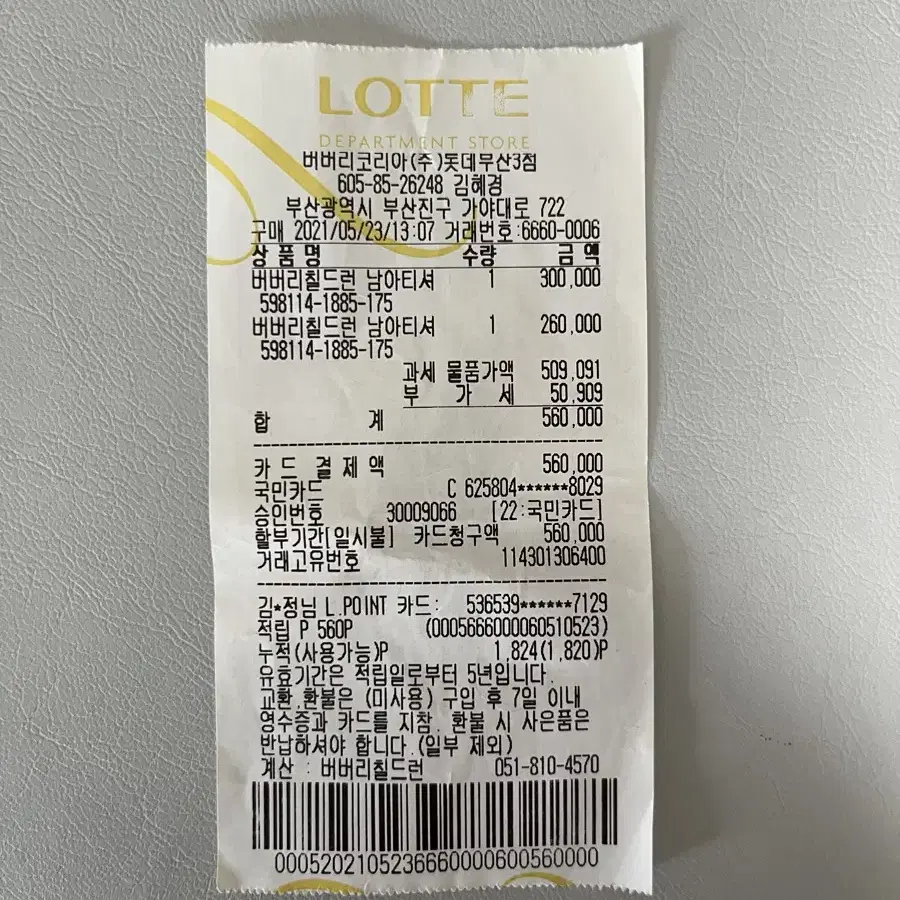 LOTTE
DEPARTMENT STORE
버버리코리아(주)롯데부산3점
605-85-26248 김혜경
부산광역시 부산진구 가야대로 722
구매 2021/05/23/13:07 거래번호:6660-0006
상 품 명 수량 금 액
버버리칠드런 남아티셔 1 300,000
598114-1885-175
버버리칠드런 남아티셔 1 260,000
598114-1885-175
과세 물품가액 509,091
부 가 세 50,909
합 계 560,000
카 드 결 제 액 560,000
국민카드 C 625804******8029
승인번호 30009066 [22:국민카드]
할부기간[일시불] 카드청구액 560,000
거래고유번호 114301306400
김*정님 L.POINT 카드: 536539******7129
적립 P 560P (0005666000060510523)
누적(사용가능)P 1,824(1,820)P
유효기간은 적립일로부터 5년입니다.
교환,환불은 (미사용) 구입 후 7일 이내
영수증과 카드를 지참. 환불 시 사은품은
반납하셔야 합니다.(일부 제외)
계산 : 버버리칠드런 051-810-4570
0005202105236660000600560000